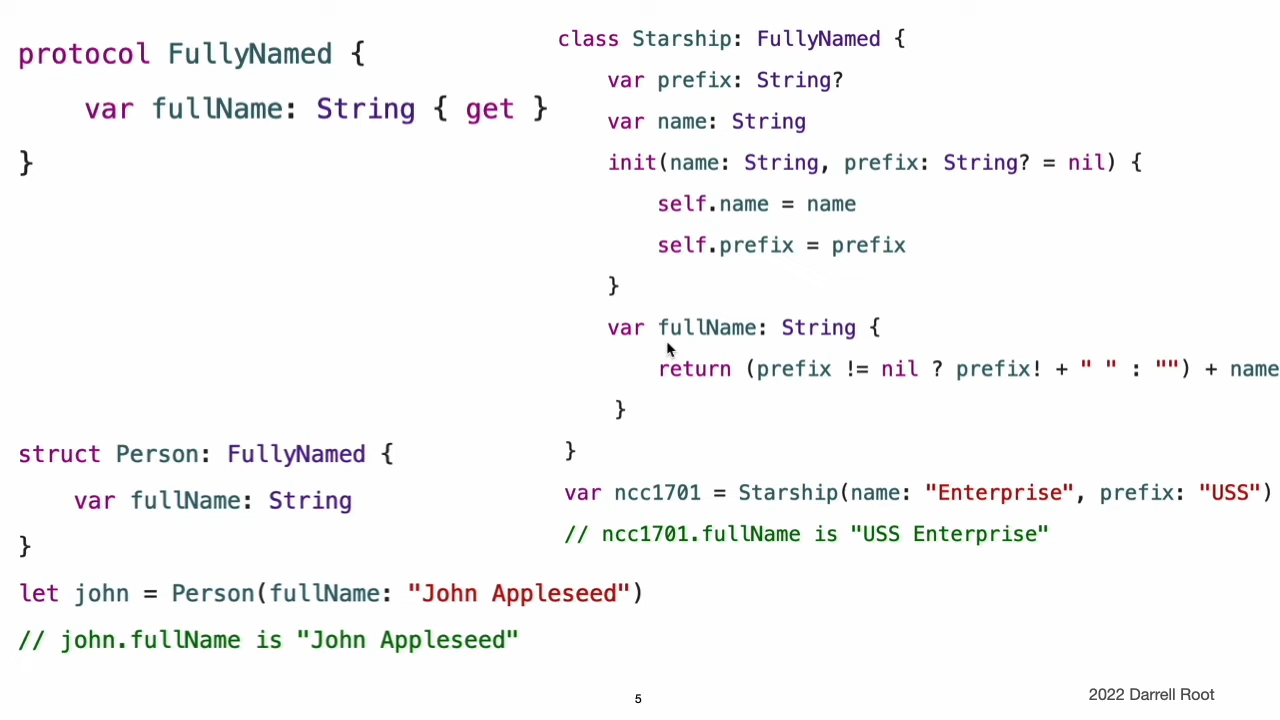 protocol FullyNamed {
    var fullName: String { get }
}
struct Person: FullyNamed {
    var fullName: String
}
let john = Person(fullName: "John Appleseed")
// john.fullName is "John Appleseed"
class Starship: FullyNamed {
    var prefix: String?
    var name: String
    init(name: String, prefix: String? = nil) {
        self.name = name
        self.prefix = prefix
    }
    var fullName: String {
        return (prefix != nil ? prefix! + " " : "") + name
    }
}
var ncc1701 = Starship(name: "Enterprise", prefix: "USS")
// ncc1701.fullName is "USS Enterprise"
5
2022 Darrell Root